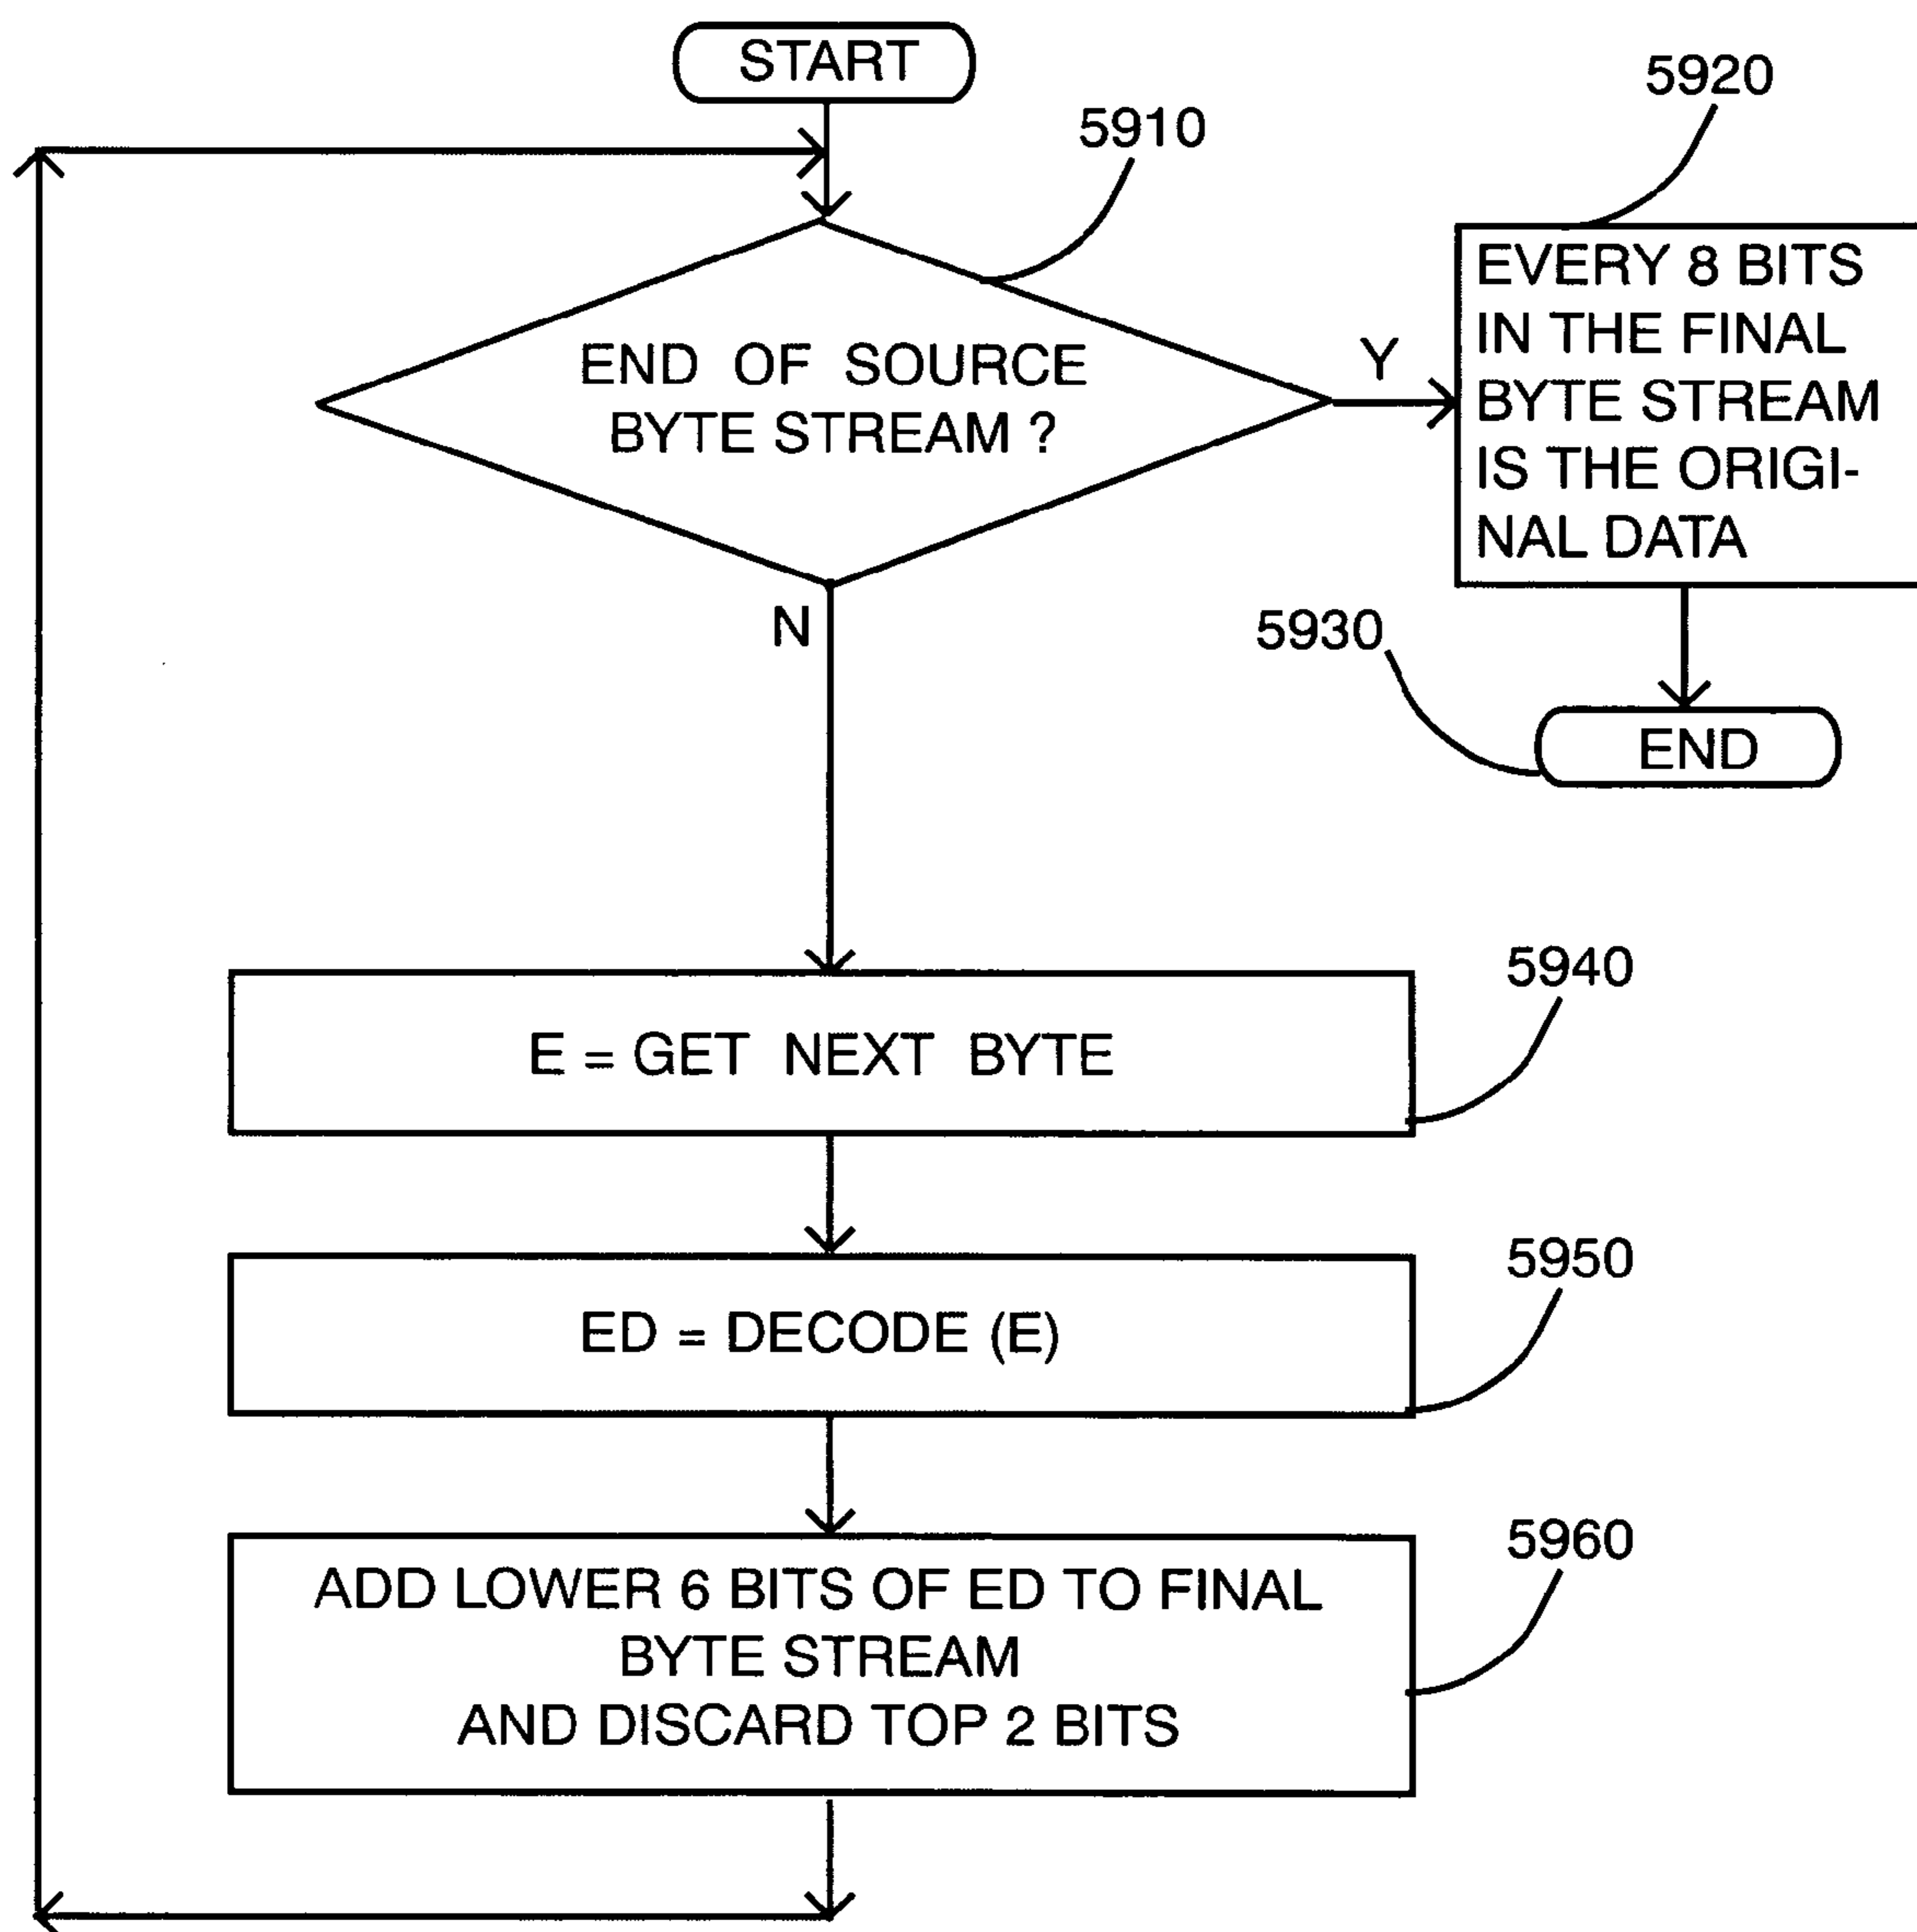 START
5910
5920
END OF SOURCE
BYTE STREAM ?
Y
EVERY 8 BITS
IN THE FINAL
BYTE STREAM
IS THE ORIGI-
NAL DATA
N
5930
END
5940
E = GET NEXT BYTE
5950
ED = DECODE (E)
5960
ADD LOWER 6 BITS OF ED TO FINAL
BYTE STREAM
AND DISCARD TOP 2 BITS